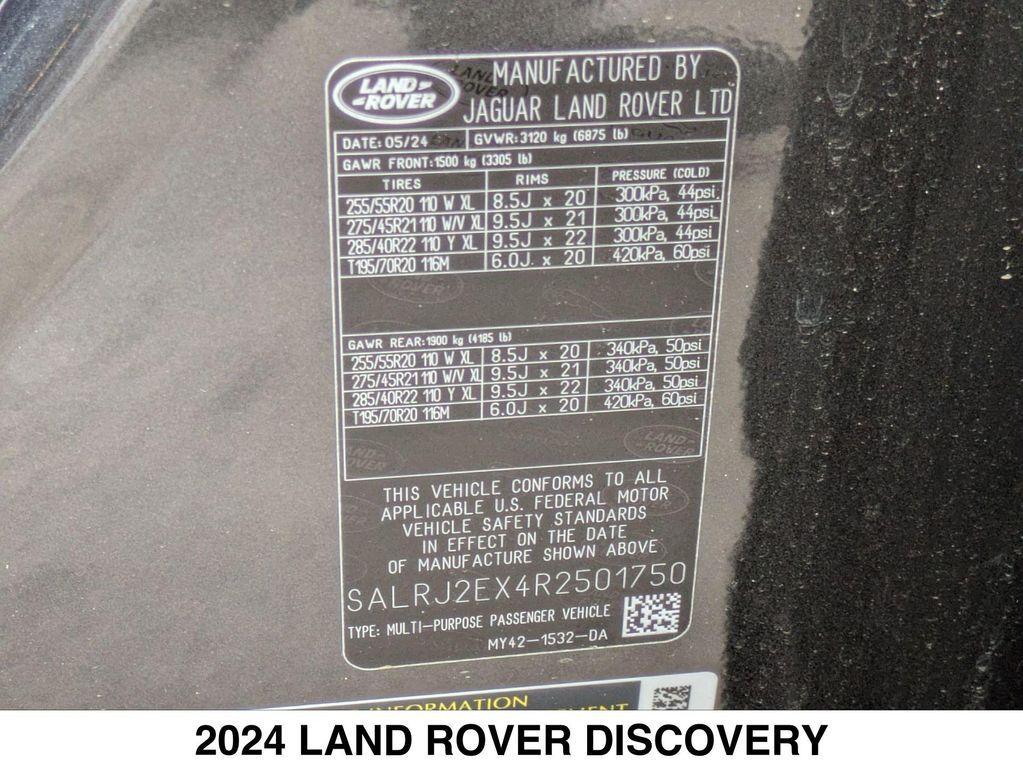 LAND-
-ROVER
MANUFACTURED BY
JAGUAR LAND ROVER LTD
DATE: 05/24 GVWR: 3120 kg (6875 lb)
GAWR FRONT: 1500 kg (3305 lb)
TIRES RIMS PRESSURE (COLD)
255/55R20 110 W XL 8.5J x 20 300kPa, 44psi
275/45R21 110 W/V XL 9.5J x 21 300kPa, 44psi
285/40R22 110 Y XL 9.5J x 22 300kPa, 44psi
T195/70R20 116M 6.0J x 20 420kPa, 60psi
GAWR REAR: 1900 kg (4185 lb)
255/55R20 110 W XL 8.5J x 20 340kPa, 50psi
275/45R21 110 W/V XL 9.5J x 21 340kPa, 50psi
285/40R22 110 Y XL 9.5J x 22 340kPa, 50psi
T195/70R20 116M 6.0J x 20 420kPa, 60psi
THIS VEHICLE CONFORMS TO ALL
APPLICABLE U.S. FEDERAL MOTOR
VEHICLE SAFETY STANDARDS
IN EFFECT ON THE DATE
OF MANUFACTURE SHOWN ABOVE
SALRJ2EX4R2501750
TYPE: MULTI-PURPOSE PASSENGER VEHICLE
MY42-1532-DA
INFORMATION
2024 LAND ROVER DISCOVERY